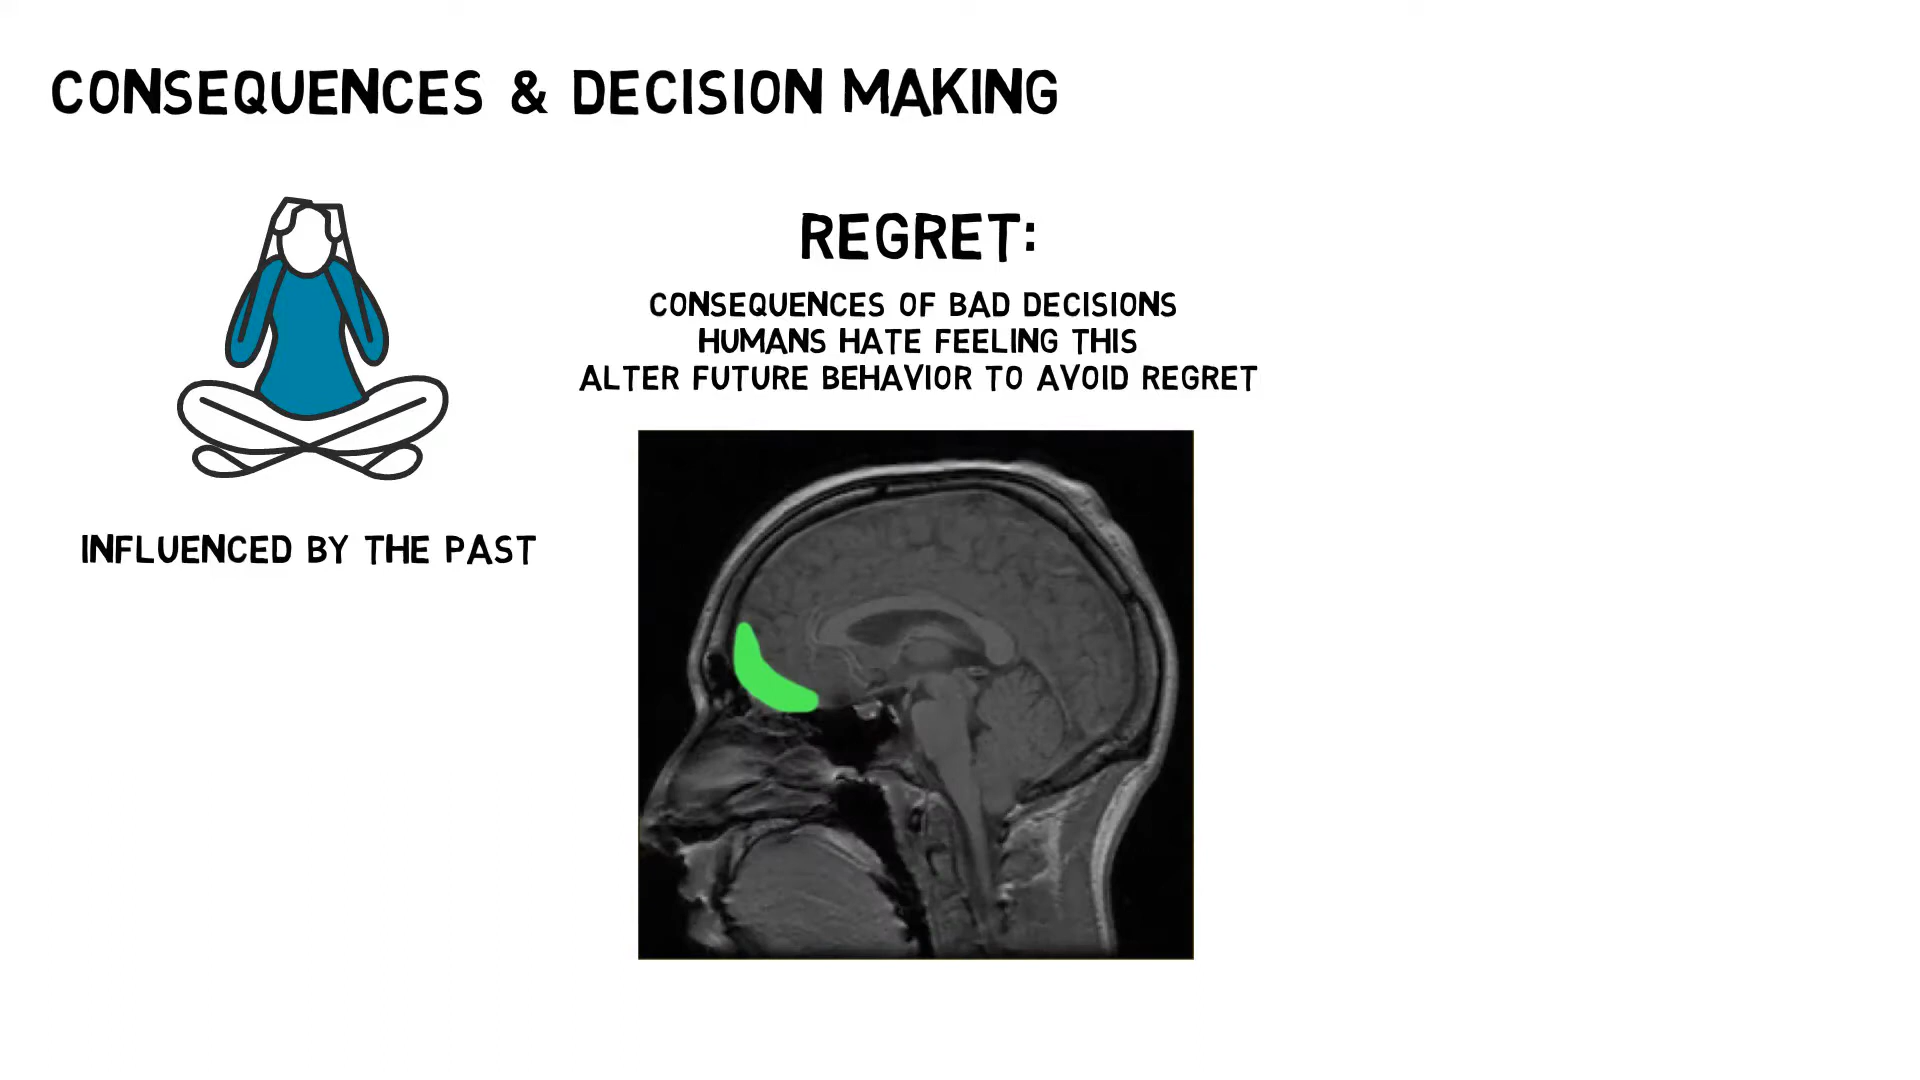 CONSEQUENCES & DECISION MAKING
REGRET:
CONSEQUENCES OF BAD DECISIONS
HUMANS HATE FEELING THIS
ALTER FUTURE BEHAVIOR TO AVOID REGRET
INFLUENCED BY THE PAST